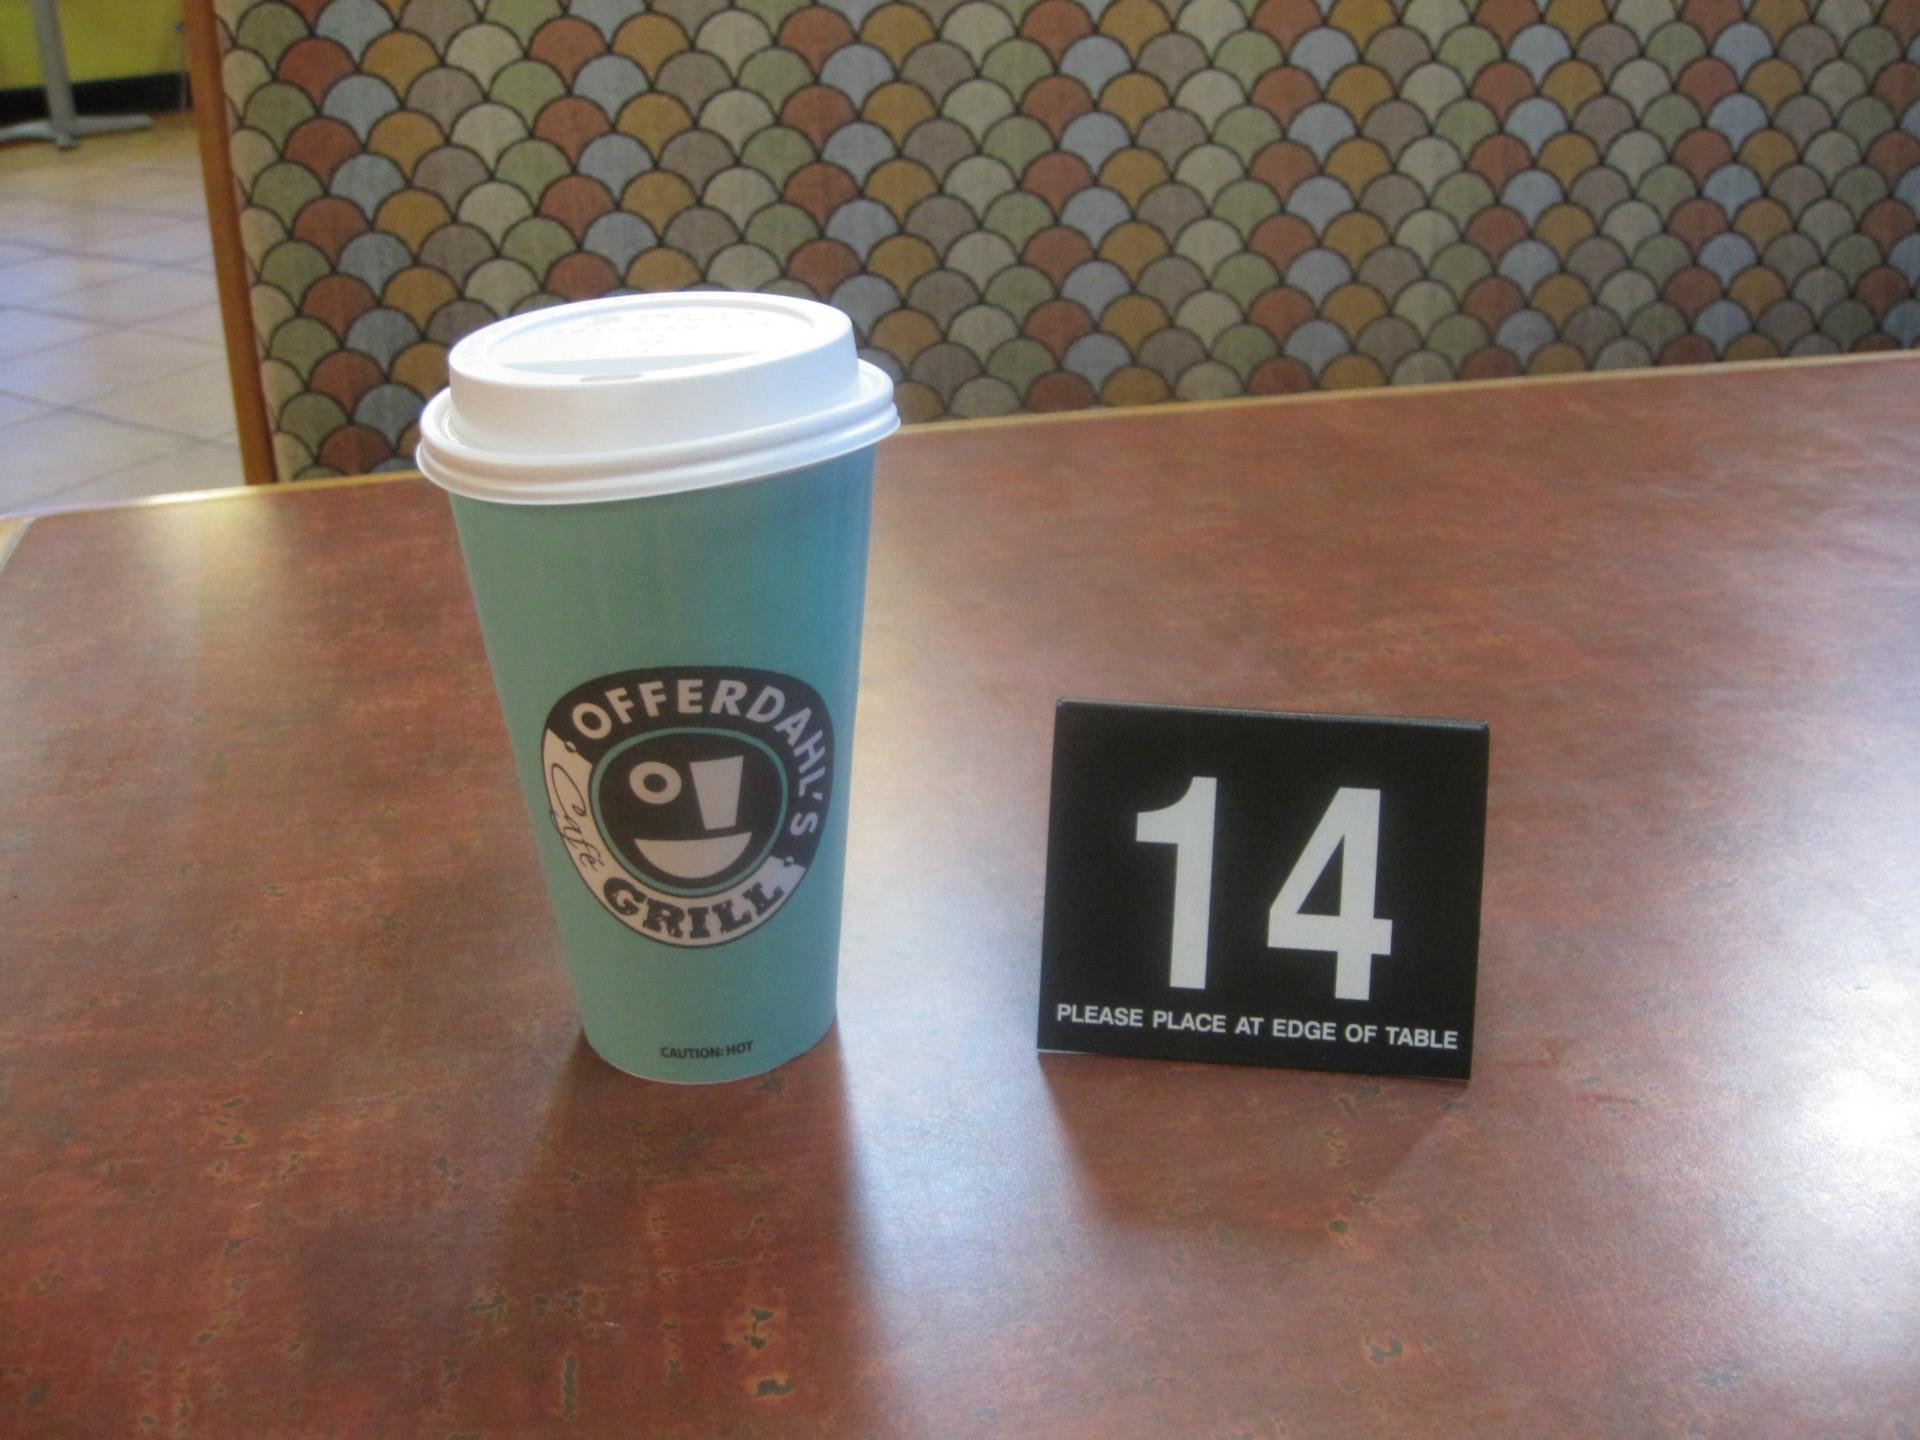 OFFERDAHL'S
Café GRILL
CAUTION: HOT
14
PLEASE PLACE AT EDGE OF TABLE